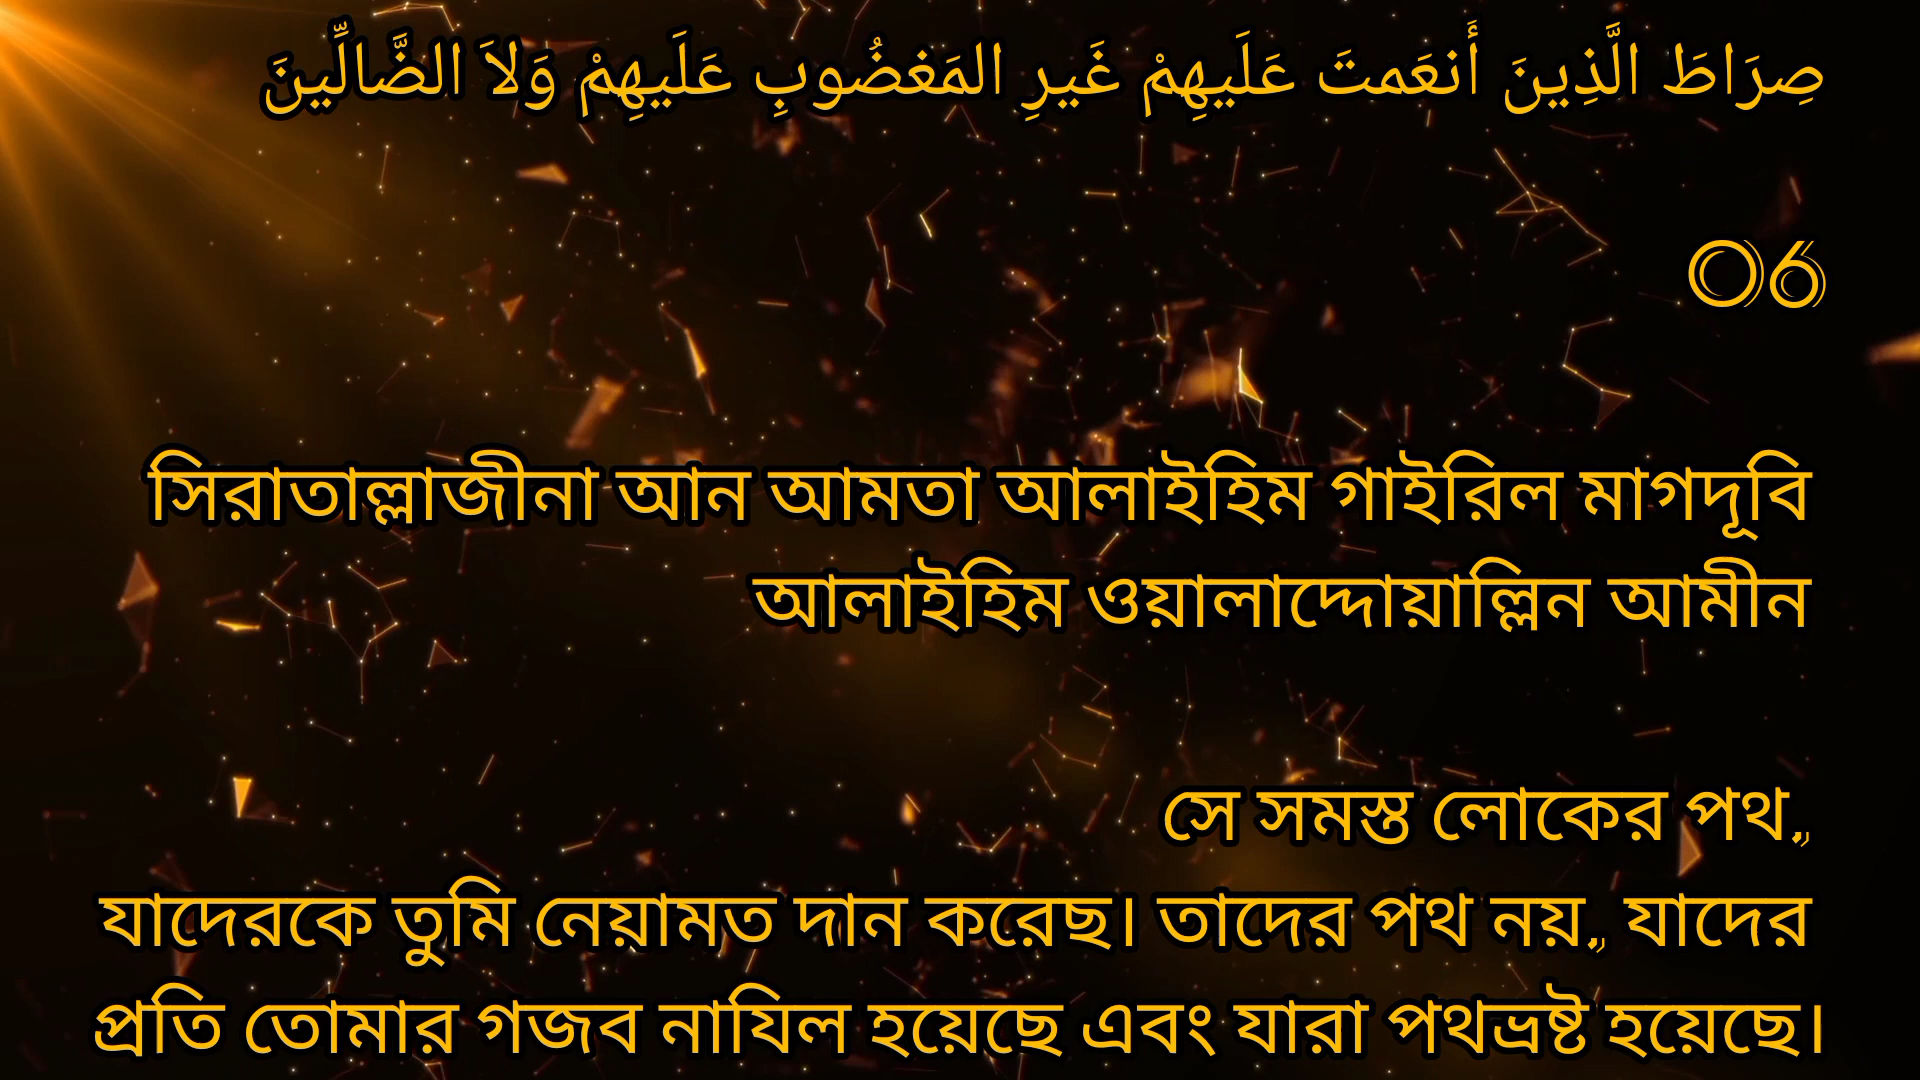 صِرَاطَ الَّذِينَ أَنعَمتَ عَلَيهِمْ غَيرِ المَغضُوبِ عَلَيهِمْ وَلاَ الضَّالِّينَ
06
সিরাতাল্লাজীনা আন আমতা আলাইহিম গাইরিল মাগদূবি
আলাইহিম ওয়ালাদ্দোয়াল্লিন আমীন
সে সমস্ত লোকের পথ,
যাদেরকে তুমি নেয়ামত দান করেছ। তাদের পথ নয়, যাদের
প্রতি তোমার গজব নাযিল হয়েছে এবং যারা পথভ্রষ্ট হয়েছে।